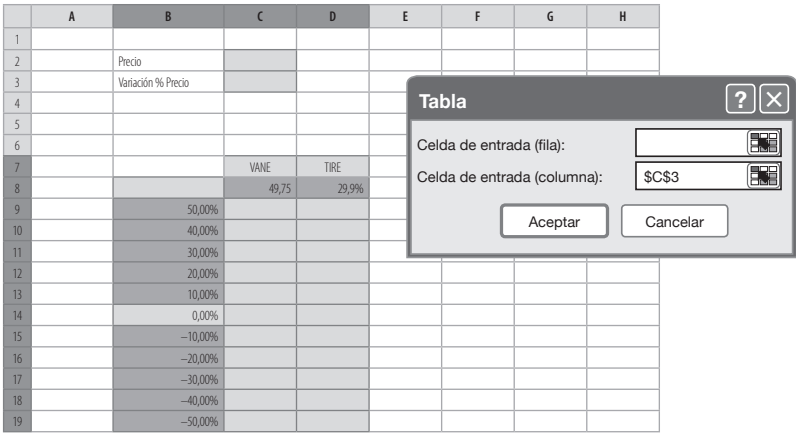 A B C D E F G H
1
2 Precio
3 Variación % Precio
4
5
6
7 VANE TIRE
8 49,75 29,9%
9 50,00%
10 40,00%
11 30,00%
12 20,00%
13 10,00%
14 0,00%
15 –10,00%
16 –20,00%
17 –30,00%
18 –40,00%
19 –50,00%
Tabla ?
Celda de entrada (fila):
Celda de entrada (columna): $C$3
Aceptar Cancelar